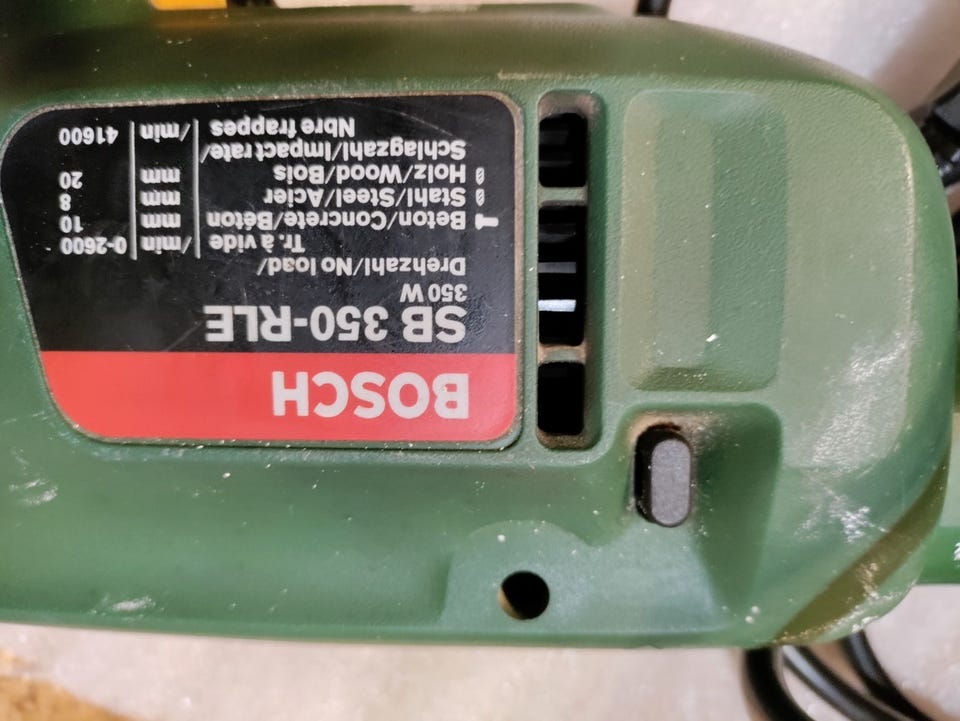 BOSCH
SB 350-RLE
350 W
Drehzahl/No load/
Tr. à vide /min 0-2600
Beton/Concrete/Béton mm 10
Stahl/Steel/Acier mm 8
Holz/Wood/Bois mm 20
Schlagzahl/Impact rate/
Nbre frappes /min 41600